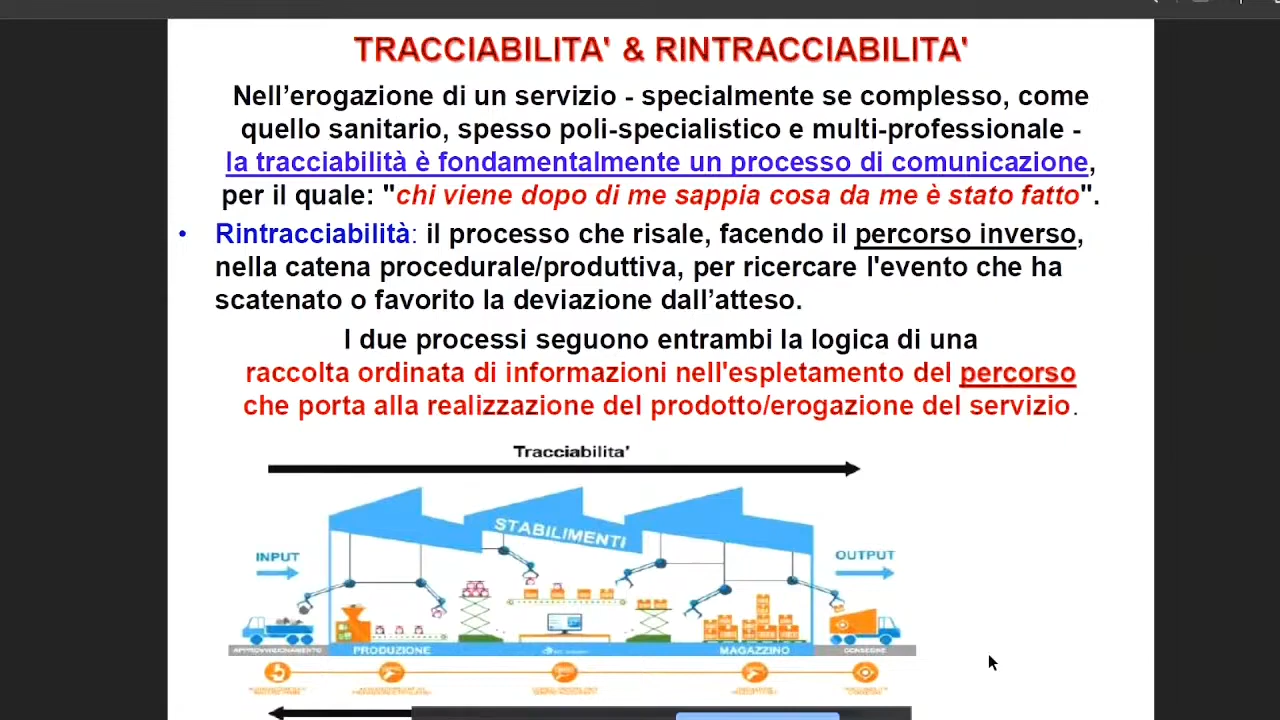 TRACCIABILITA' & RINTRACCIABILITA'
Nell’erogazione di un servizio - specialmente se complesso, come
quello sanitario, spesso poli-specialistico e multi-professionale -
la tracciabilità è fondamentalmente un processo di comunicazione,
per il quale: "chi viene dopo di me sappia cosa da me è stato fatto".
• Rintracciabilità: il processo che risale, facendo il percorso inverso,
nella catena procedurale/produttiva, per ricercare l'evento che ha
scatenato o favorito la deviazione dall’atteso.
I due processi seguono entrambi la logica di una
raccolta ordinata di informazioni nell'espletamento del percorso
che porta alla realizzazione del prodotto/erogazione del servizio.
Tracciabilita’
STABILIMENTI
INPUT
OUTPUT
APPROVVIGIONAMENTO
PRODUZIONE
MAGAZZINO
CONSEGNE